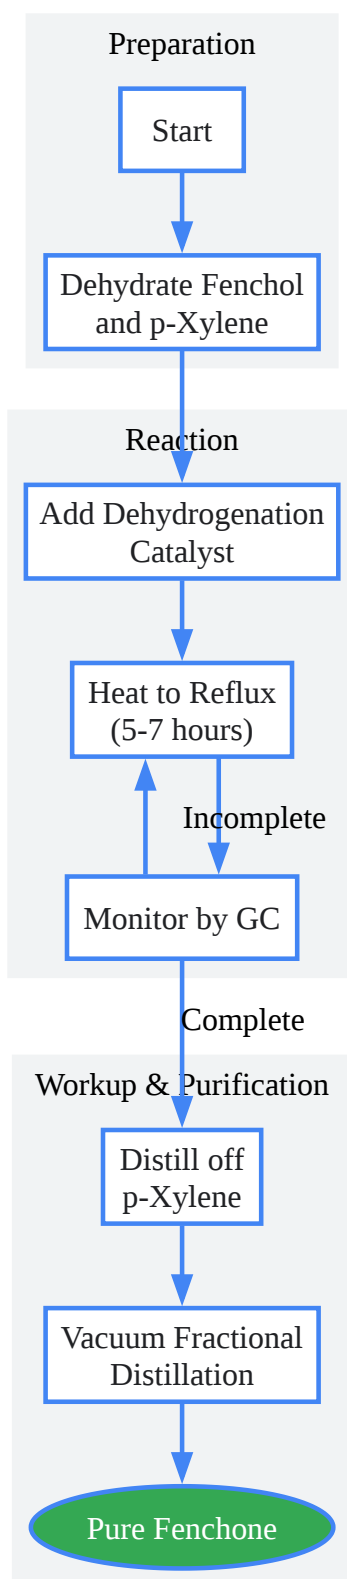 Preparation
Start
Dehydrate Fenchol
and p-Xylene
Reaction
Add Dehydrogenation
Catalyst
Heat to Reflux
(5-7 hours)
Incomplete
Monitor by GC
Complete
Workup & Purification
Distill off
p-Xylene
Vacuum Fractional
Distillation
Pure Fenchone